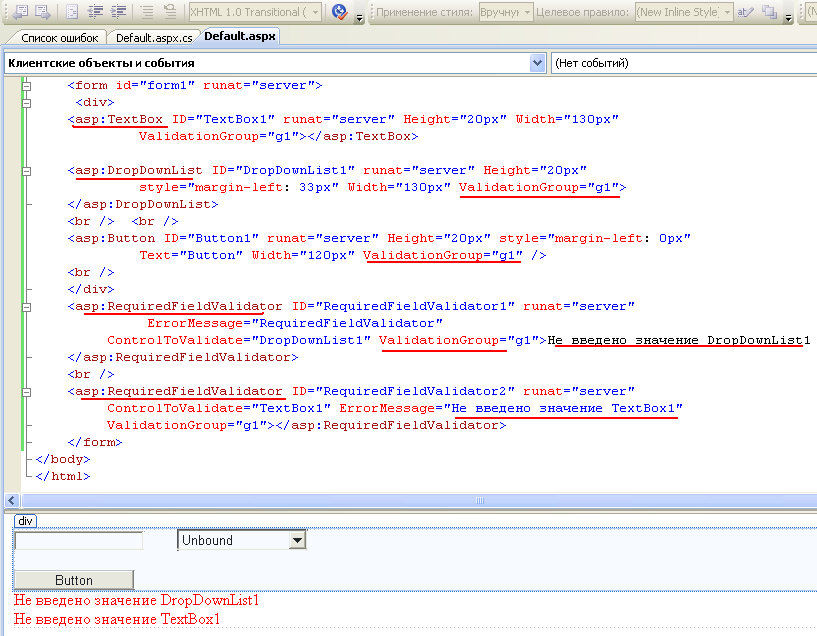 XHTML 1.0 Transitional (
Применение стиля:
Вручную
Целевое правило:
(New Inline Style
Список ошибок
Default.aspx.cs
Default.aspx
Клиентские объекты и события
(Нет событий)
<form id="form1" runat="server">
<div>
<asp:TextBox ID="TextBox1" runat="server" Height="20px" Width="130px"
ValidationGroup="g1"></asp:TextBox>
<asp:DropDownList ID="DropDownList1" runat="server" Height="20px"
style="margin-left: 33px" Width="130px" ValidationGroup="g1">
</asp:DropDownList>
<br /> <br />
<asp:Button ID="Button1" runat="server" Height="20px" style="margin-left: 0px"
Text="Button" Width="120px" ValidationGroup="g1" />
<br />
</div>
<asp:RequiredFieldValidator ID="RequiredFieldValidator1" runat="server"
ErrorMessage="RequiredFieldValidator"
ControlToValidate="DropDownList1" ValidationGroup="g1">Не введено значение DropDownList1
</asp:RequiredFieldValidator>
<br />
<asp:RequiredFieldValidator ID="RequiredFieldValidator2" runat="server"
ControlToValidate="TextBox1" ErrorMessage="Не введено значение TextBox1"
ValidationGroup="g1"></asp:RequiredFieldValidator>
</form>
</body>
</html>
div
Unbound
Button
Не введено значение DropDownList1
Не введено значение TextBox1